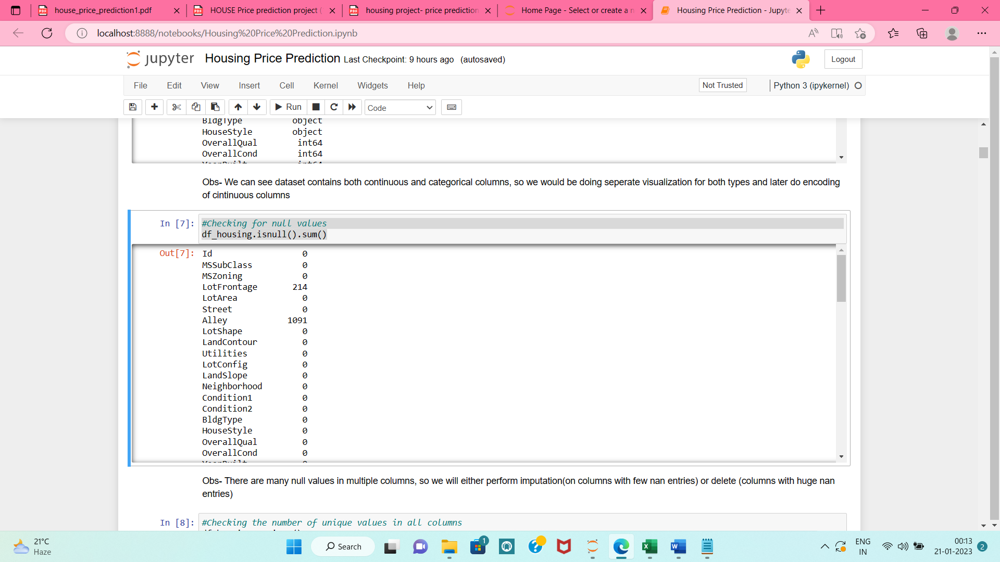 house_price_prediction1.pdf
HOUSE Price prediction project (
housing project- price prediction
Home Page - Select or create a n
Housing Price Prediction - Jupyte
localhost:8888/notebooks/Housing%20Price%20Prediction.ipynb
jupyter Housing Price Prediction Last Checkpoint: 9 hours ago (autosaved)
Logout
File Edit View Insert Cell Kernel Widgets Help
Not Trusted
Python 3 (ipykernel)
Run
Code
BldgType object
HouseStyle object
OverallQual int64
OverallCond int64
YearBuilt int64
Obs- We can see dataset contains both continuous and categorical columns, so we would be doing seperate visualization for both types and later do encoding
of cintinuous columns
In [7]: #Checking for null values
df_housing.isnull().sum()
Out[7]: Id 0
MSSubClass 0
MSZoning 0
LotFrontage 214
LotArea 0
Street 0
Alley 1091
LotShape 0
LandContour 0
Utilities 0
LotConfig 0
LandSlope 0
Neighborhood 0
Condition1 0
Condition2 0
BldgType 0
HouseStyle 0
OverallQual 0
OverallCond 0
YearBuilt 0
Obs- There are many null values in multiple columns, so we will either perform imputation(on columns with few nan entries) or delete (columns with huge nan
entries)
In [8]: #Checking the number of unique values in all columns
21°C
Haze
Search
1
ENG
IN
00:13
21-01-2023
2